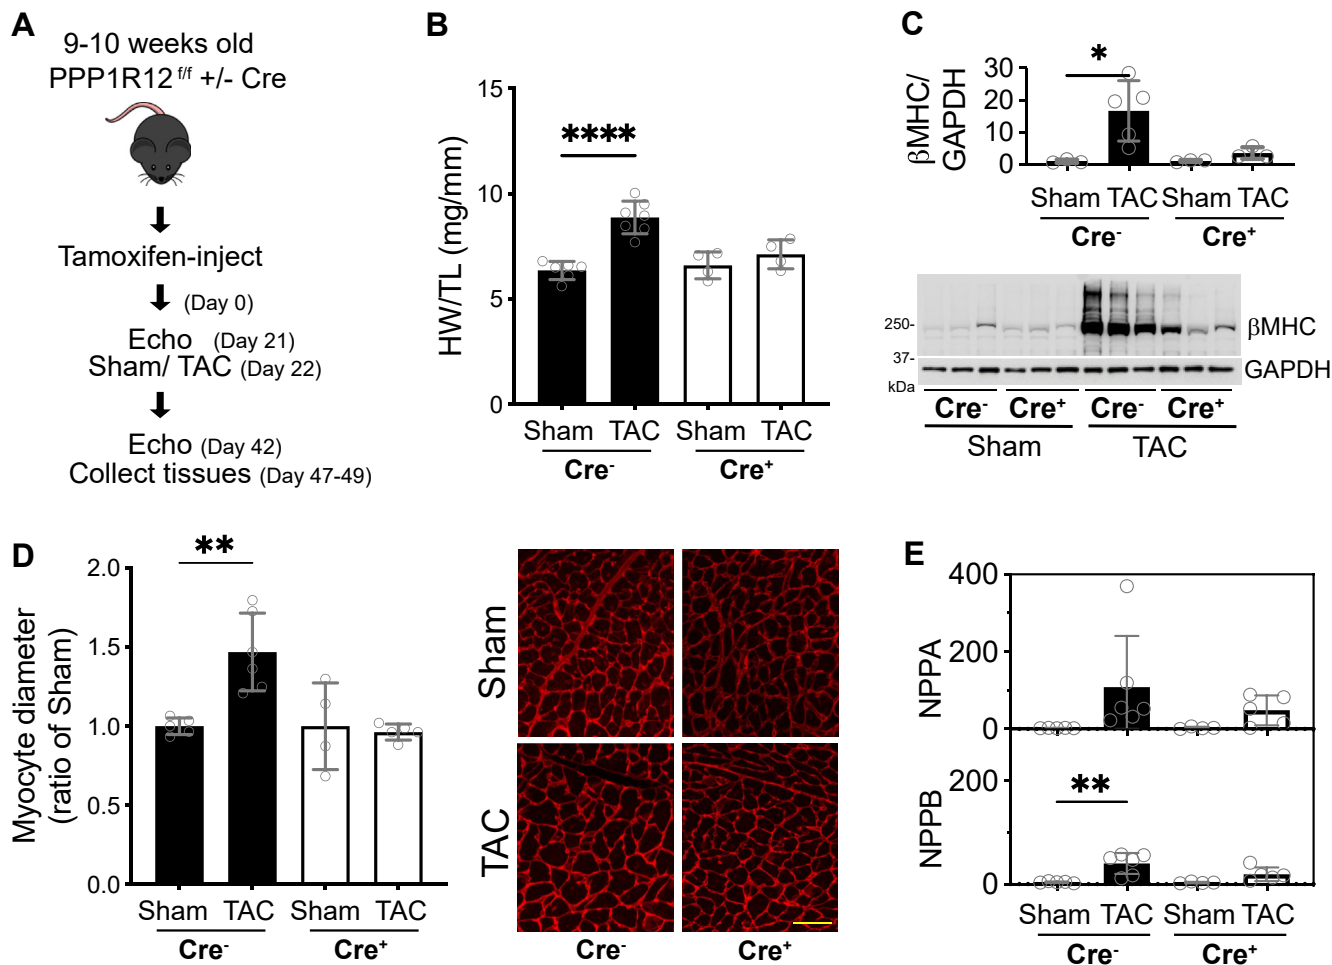 A
9-10 weeks old
PPP1R12 f/f +/- Cre
Tamoxifen-inject
(Day 0)
Echo (Day 21)
Sham/ TAC (Day 22)
Echo (Day 42)
Collect tissues (Day 47-49)
B
HW/TL (mg/mm)
15
10
5
0
****
Sham TAC Sham TAC
Cre- Cre+
C
βMHC/
GAPDH
30
20
10
0
*
Sham TAC Sham TAC
Cre- Cre+
250-
37-
kDa
βMHC
GAPDH
Cre- Cre+ Cre- Cre+
Sham TAC
D
Myocyte diameter
(ratio of Sham)
2.0
1.5
1.0
0.5
0.0
**
Sham TAC Sham TAC
Cre- Cre+
Sham
TAC
Cre- Cre+
E
NPPA
400
200
0
NPPB
200
0
**
Sham TAC Sham TAC
Cre- Cre+